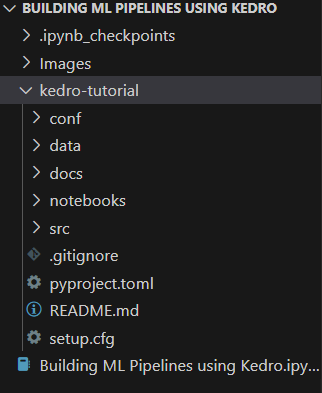 BUILDING ML PIPELINES USING KEDRO
.ipynb_checkpoints
Images
kedro-tutorial
conf
data
docs
notebooks
src
.gitignore
pyproject.toml
README.md
setup.cfg
Building ML Pipelines using Kedro.ipy...